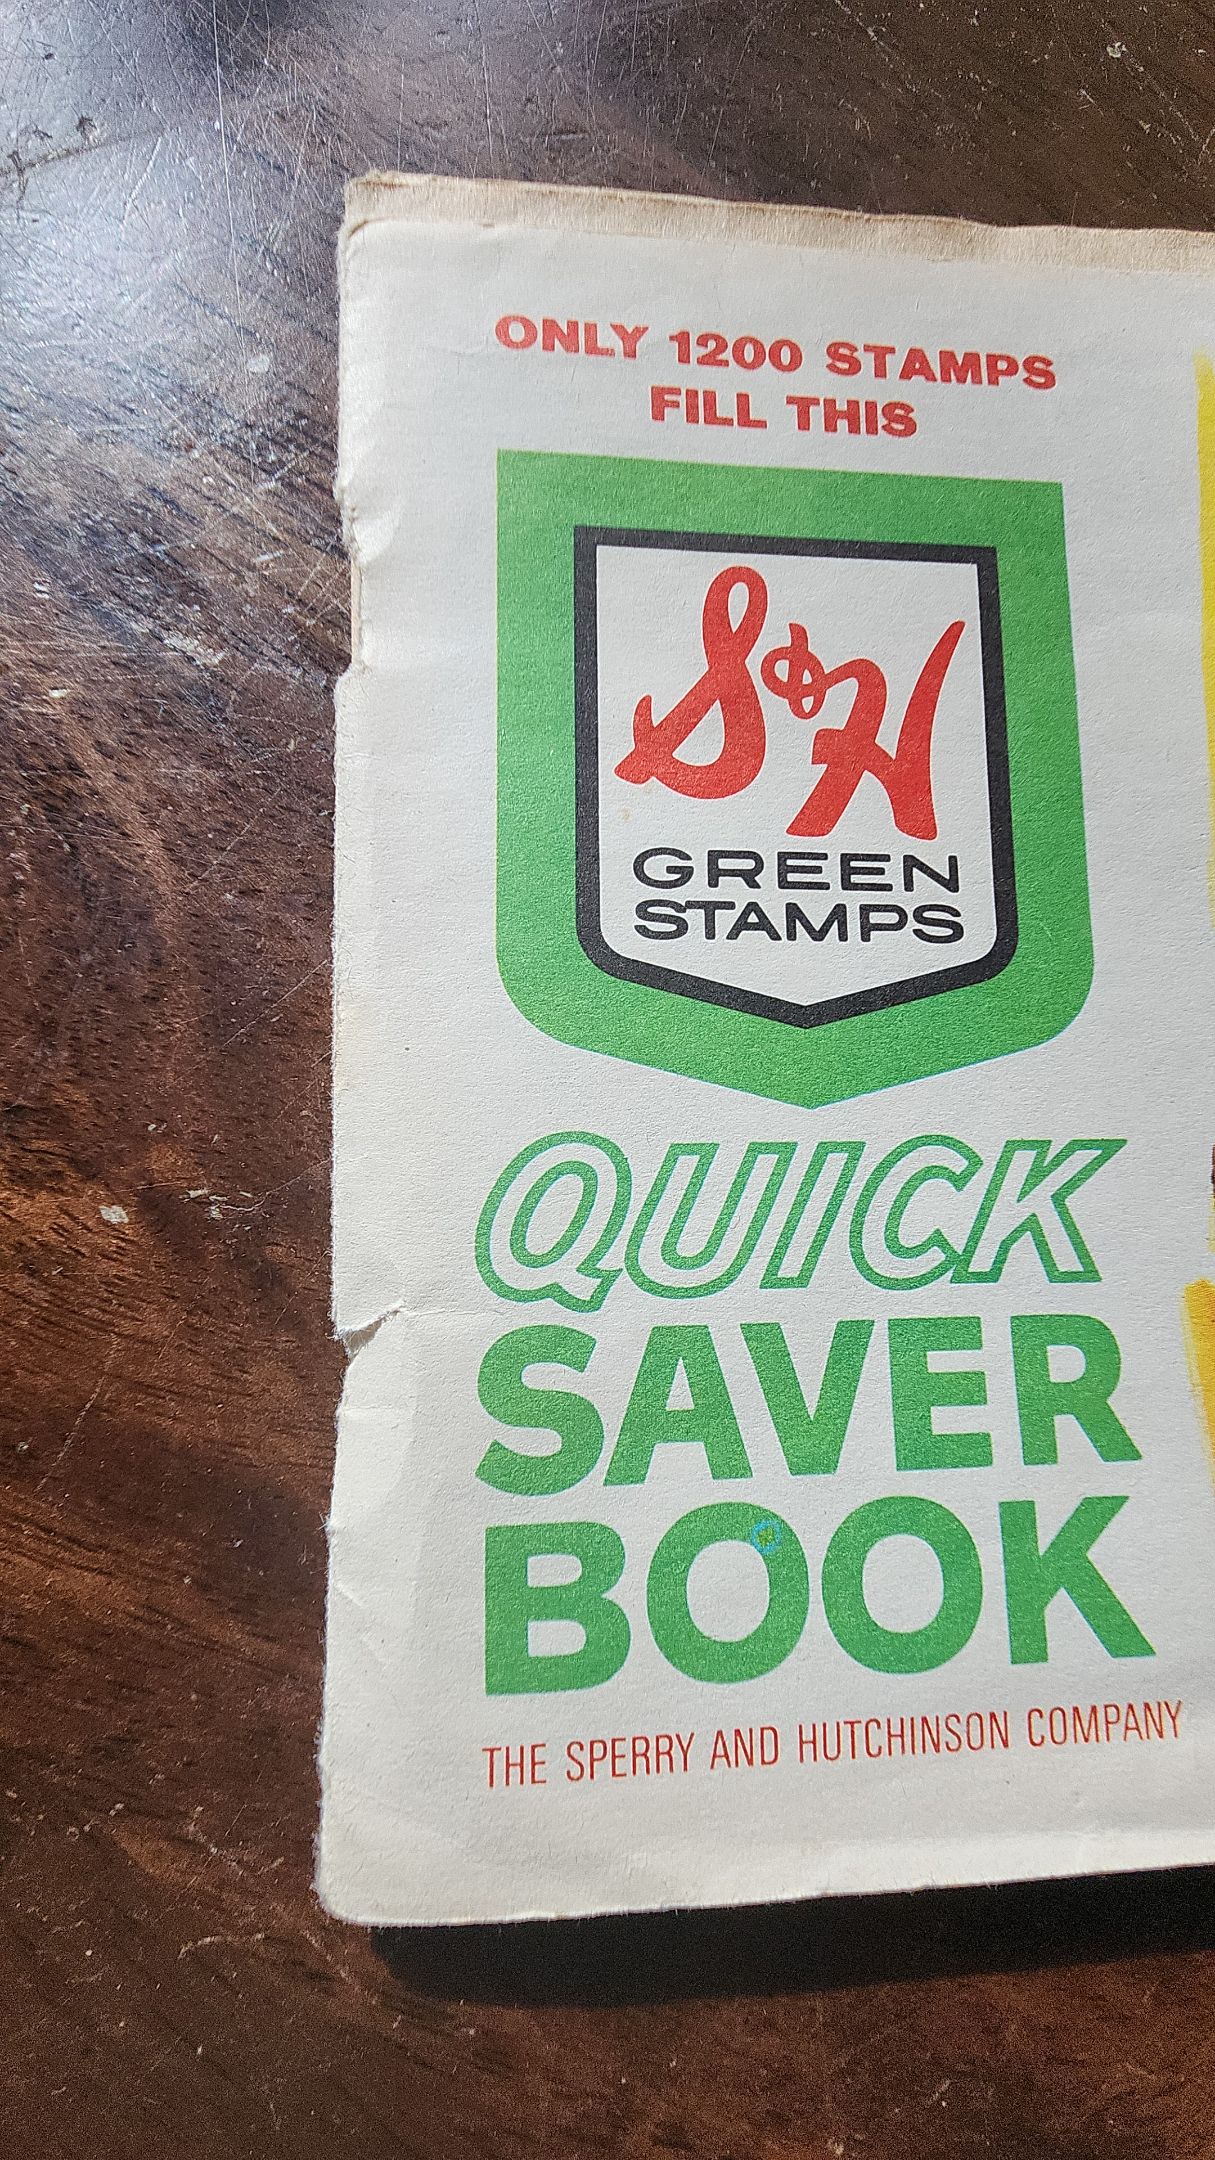 ONLY 1200 STAMPS
FILL THIS
S&H
GREEN
STAMPS
QUICK
SAVER
BOOK
THE SPERRY AND HUTCHINSON COMPANY